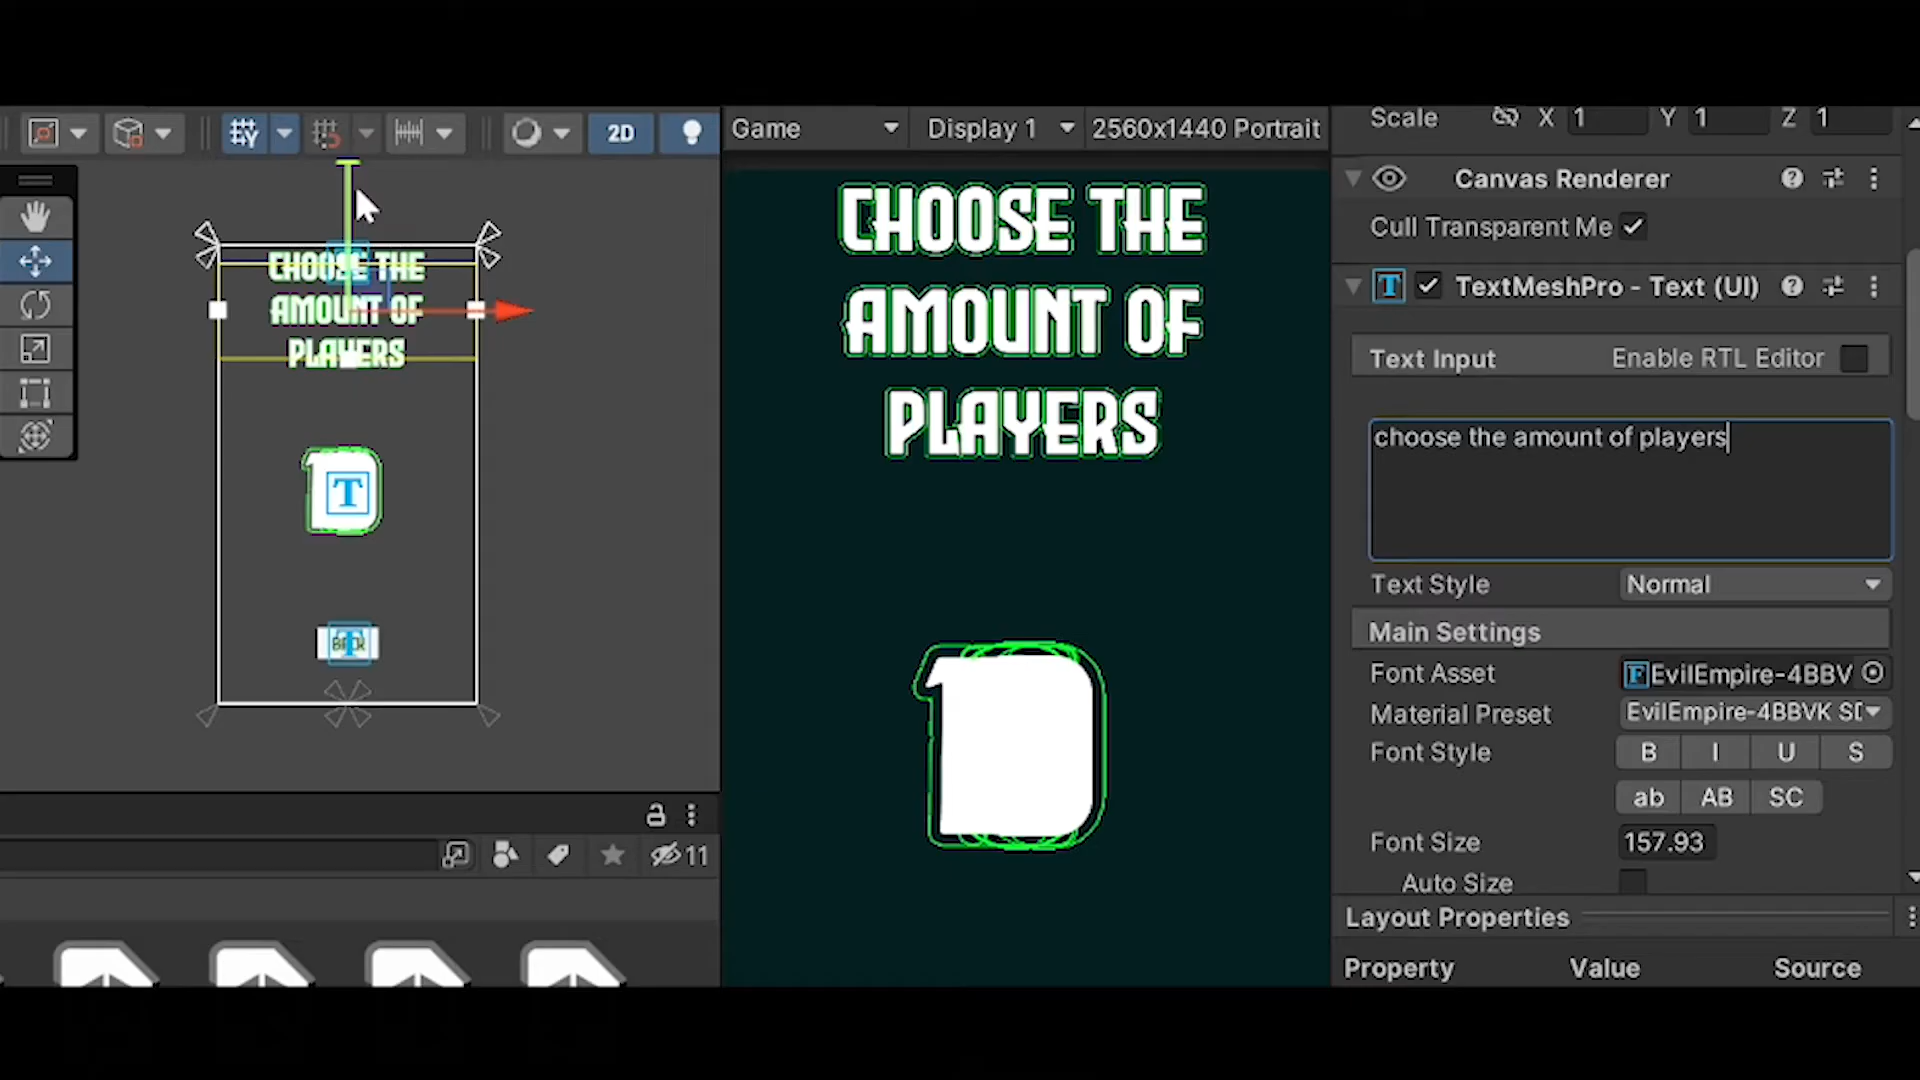 2D
Game
Display 1
2560x1440 Portrait
Scale
X
1
Y
1
Z
1
Canvas Renderer
Cull Transparent Me
TextMeshPro - Text (UI)
Text Input
Enable RTL Editor
choose the amount of players
Text Style
Normal
Main Settings
Font Asset
EvilEmpire-4BBV
Material Preset
EvilEmpire-4BBVK SD
Font Style
B
I
U
S
ab
AB
SC
Font Size
157.93
Auto Size
Layout Properties
Property
Value
Source
CHOOSE THE
AMOUNT OF
PLAYERS
CHOOSE THE
AMOUNT OF
PLAYERS
11